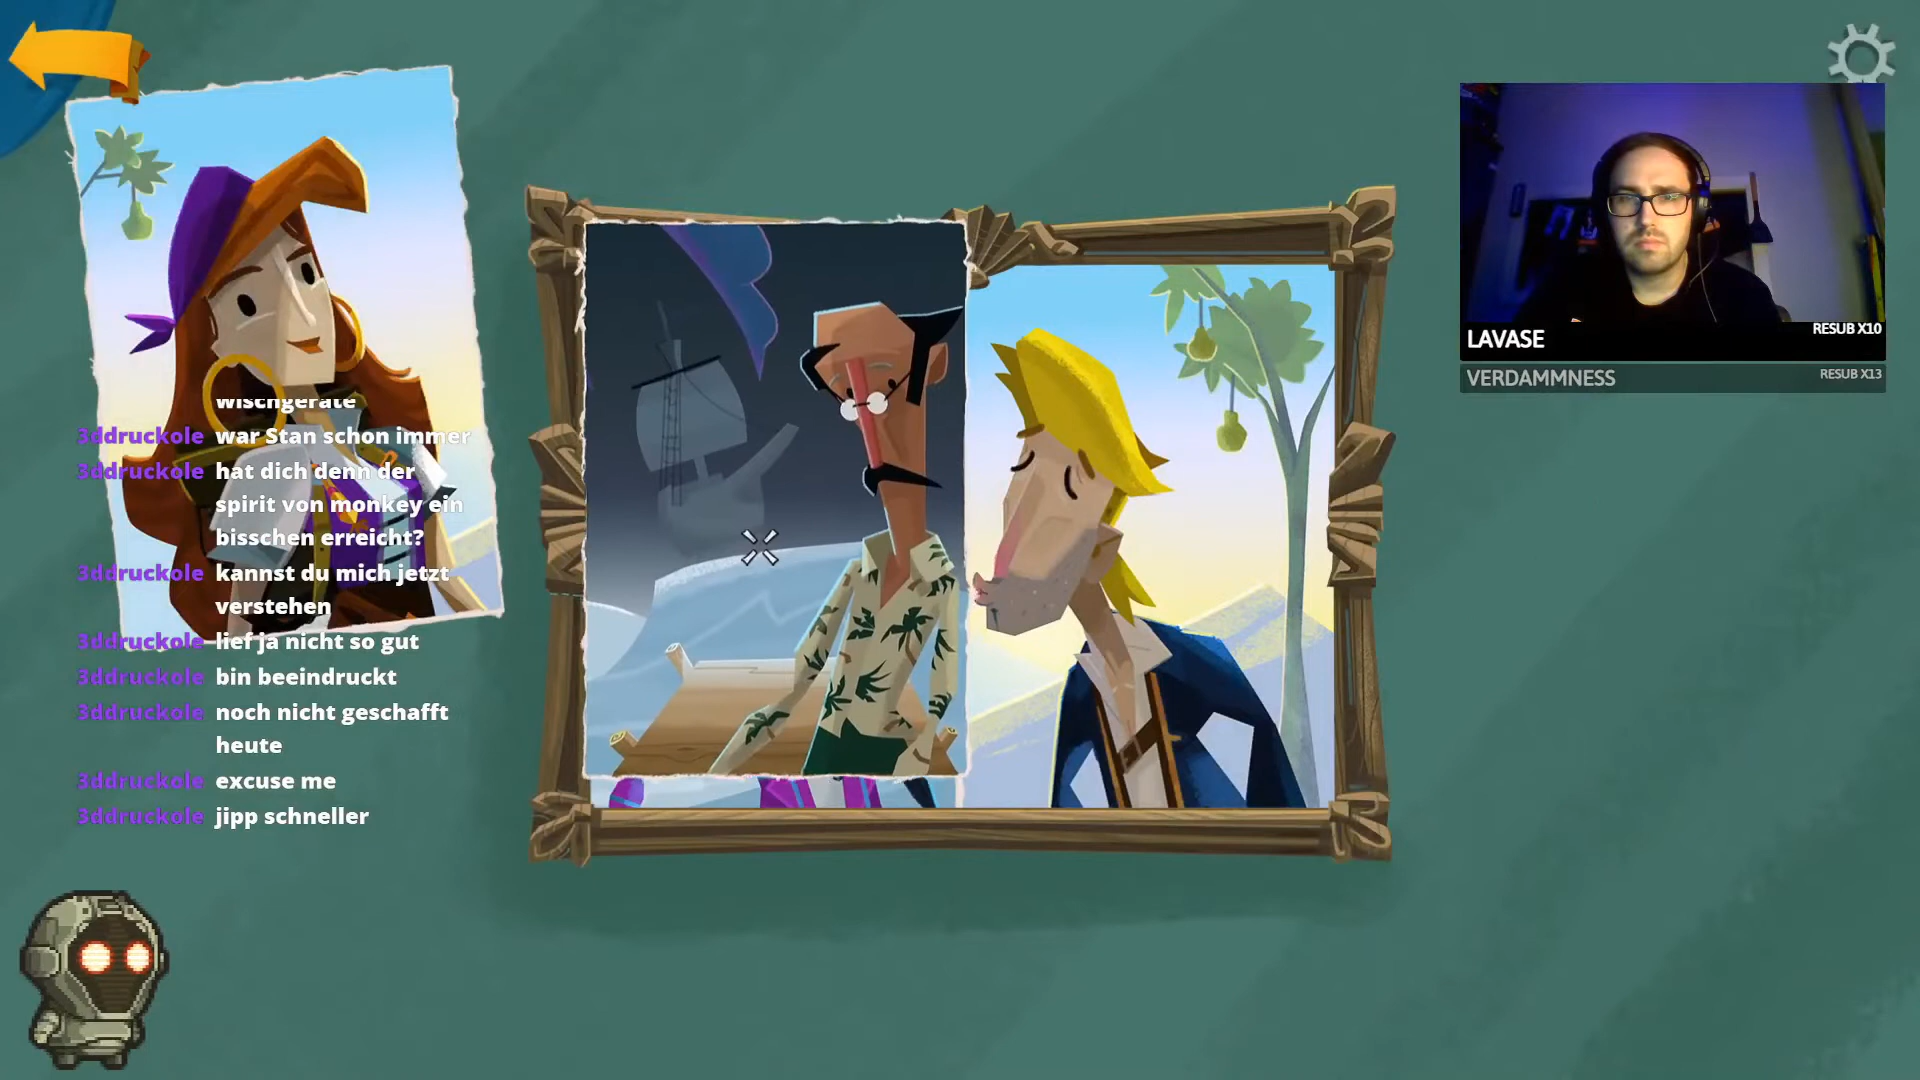 wischgeräte
3ddruckole war Stan schon immer
3ddruckole hat dich denn der
spirit von monkey ein
bisschen erreicht?
3ddruckole kannst du mich jetzt
verstehen
3ddruckole lief ja nicht so gut
3ddruckole bin beeindruckt
3ddruckole noch nicht geschafft
heute
3ddruckole excuse me
3ddruckole jipp schneller
LAVASE RESUB X10
VERDAMMNESS RESUB X13